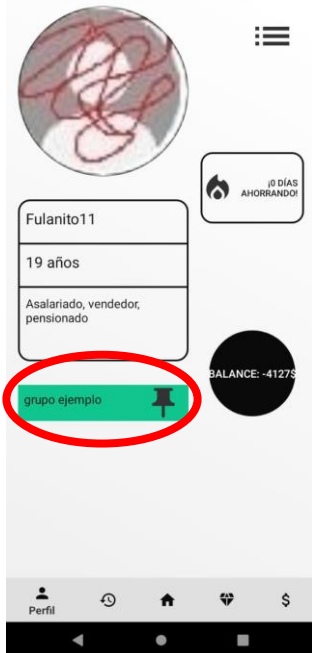 ¡0 DÍAS
AHORRANDO!
Fulanito11
19 años
Asalariado, vendedor,
pensionado
BALANCE: -4127$
grupo ejemplo
Perfil
$